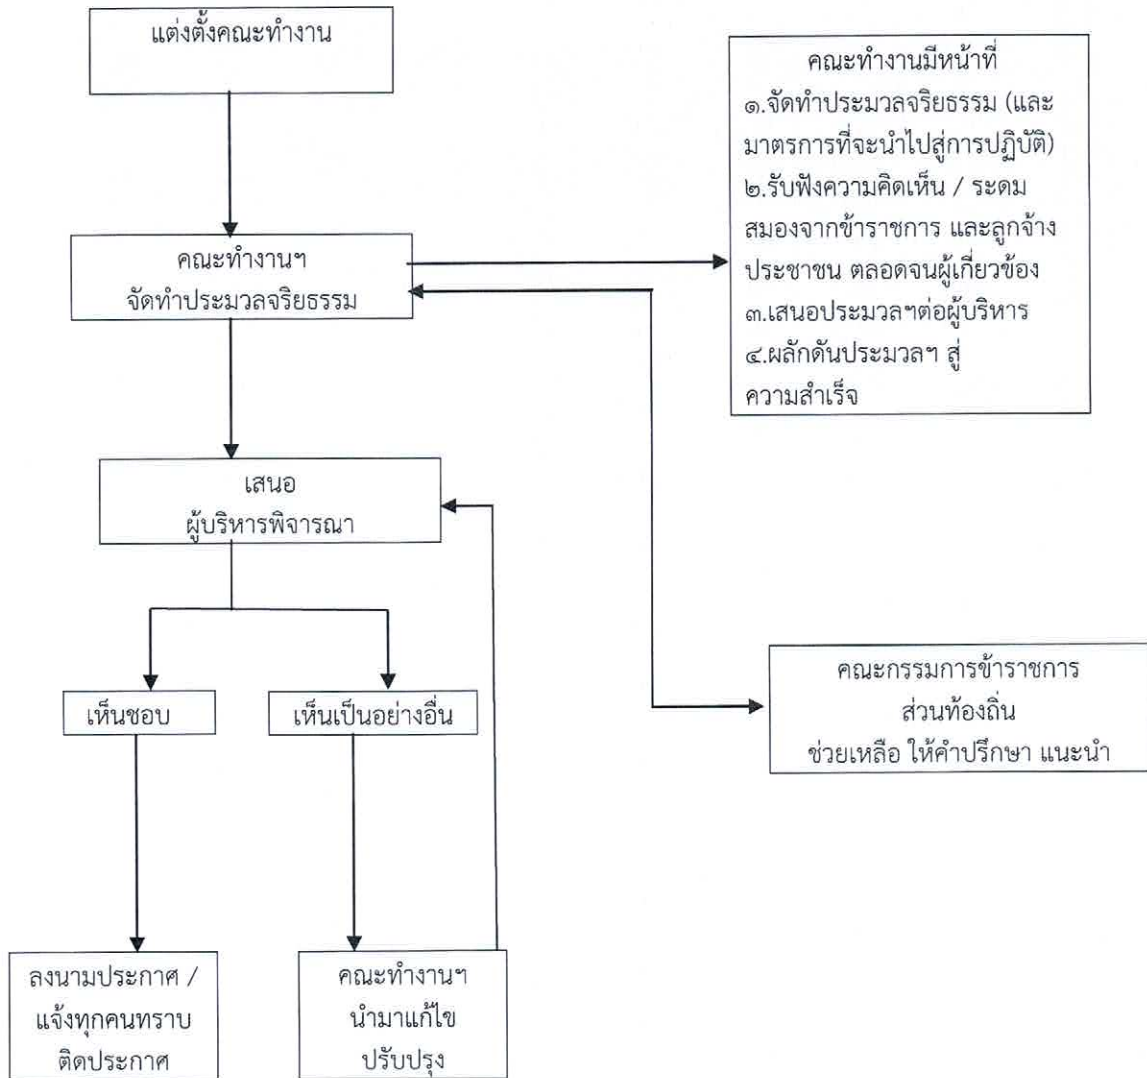 แต่งตั้งคณะทำงาน
คณะทำงานมีหน้าที่
๑.จัดทำประมวลจริยธรรม (และ
มาตรการที่จะนำไปสู่การปฏิบัติ)
๒.รับฟังความคิดเห็น / ระดม
สมองจากข้าราชการ และลูกจ้าง
ประชาชน ตลอดจนผู้เกี่ยวข้อง
๓.เสนอประมวลฯต่อผู้บริหาร
๔.ผลักดันประมวลฯ สู่
ความสำเร็จ
คณะทำงานฯ
จัดทำประมวลจริยธรรม
เสนอ
ผู้บริหารพิจารณา
คณะกรรมการข้าราชการ
ส่วนท้องถิ่น
ช่วยเหลือ ให้คำปรึกษา แนะนำ
เห็นชอบ
เห็นเป็นอย่างอื่น
ลงนามประกาศ /
แจ้งทุกคนทราบ
ติดประกาศ
คณะทำงานฯ
นำมาแก้ไข
ปรับปรุง